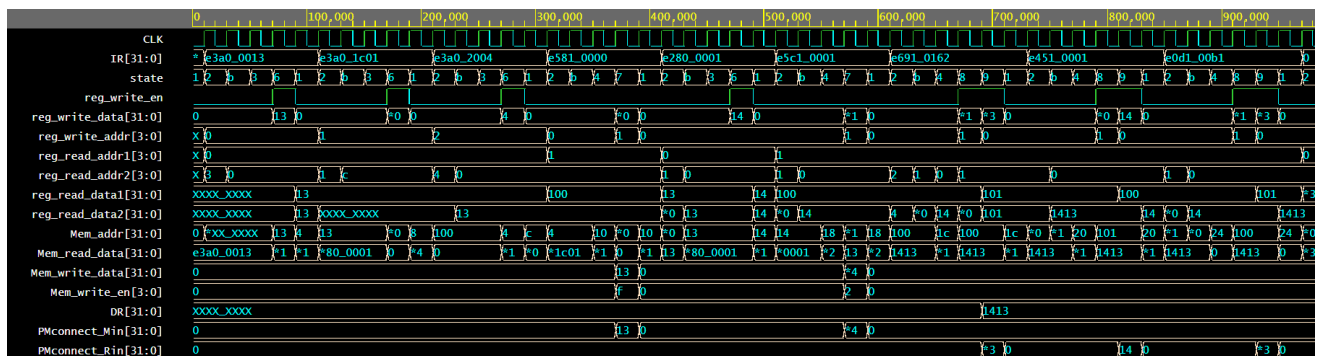 0 100,000 200,000 300,000 400,000 500,000 600,000 700,000 800,000 900,000
CLK
IR[31:0] * e3a0_0013 e3a0_1c01 e3a0_2004 e581_0000 e280_0001 e5c1_0001 e691_0162 e451_0001 e0d1_00b1 0
state 1 2 b 3 6 1 2 b 3 6 1 2 b 3 6 1 2 b 4 7 1 2 b 3 6 1 2 b 4 7 1 2 b 4 8 9 1 2 b 4 8 9 1 2 b 4 8 9 1 2
reg_write_en
reg_write_data[31:0] 0 13 0 *0 0 4 0 *0 0 14 0 *1 0 *1 *3 0 *0 14 0 *1 *3 0
reg_write_addr[3:0] X 0 1 2 0 1 0 1 0 1 0 1 0 1 0
reg_read_addr1[3:0] X 0 1 0 1 0
reg_read_addr2[3:0] X 3 0 1 c 4 0 1 0 1 0 2 1 0 1 0 1 0
reg_read_data1[31:0] XXXX_XXXX 13 100 13 14 100 101 100 101 *3
reg_read_data2[31:0] XXXX_XXXX 13 XXXX_XXXX 13 *0 13 14 *0 14 4 *0 14 *0 101 1413 14 *0 14 1413
Mem_addr[31:0] 0 *XX_XXXX 13 4 13 *0 8 100 4 c 4 10 *0 10 *0 13 14 14 18 *1 18 100 1c 100 1c *0 *1 20 101 20 *1 *0 24 100 24 *0
Mem_read_data[31:0] e3a0_0013 *1 *1 *80_0001 0 *4 0 *1 *0 *1c01 *1 0 *1 13 *80_0001 *1 *0001 *2 13 *2 1413 *1 1413 *1 1413 *1 1413 *1 1413 0 1413 0 *3
Mem_write_data[31:0] 0 13 0 *4 0
Mem_write_en[3:0] 0 f 0 2 0
DR[31:0] XXXX_XXXX 1413
PMconnect_Min[31:0] 0 13 0 *4 0
PMconnect_Rin[31:0] 0 *3 0 14 0 *3 0